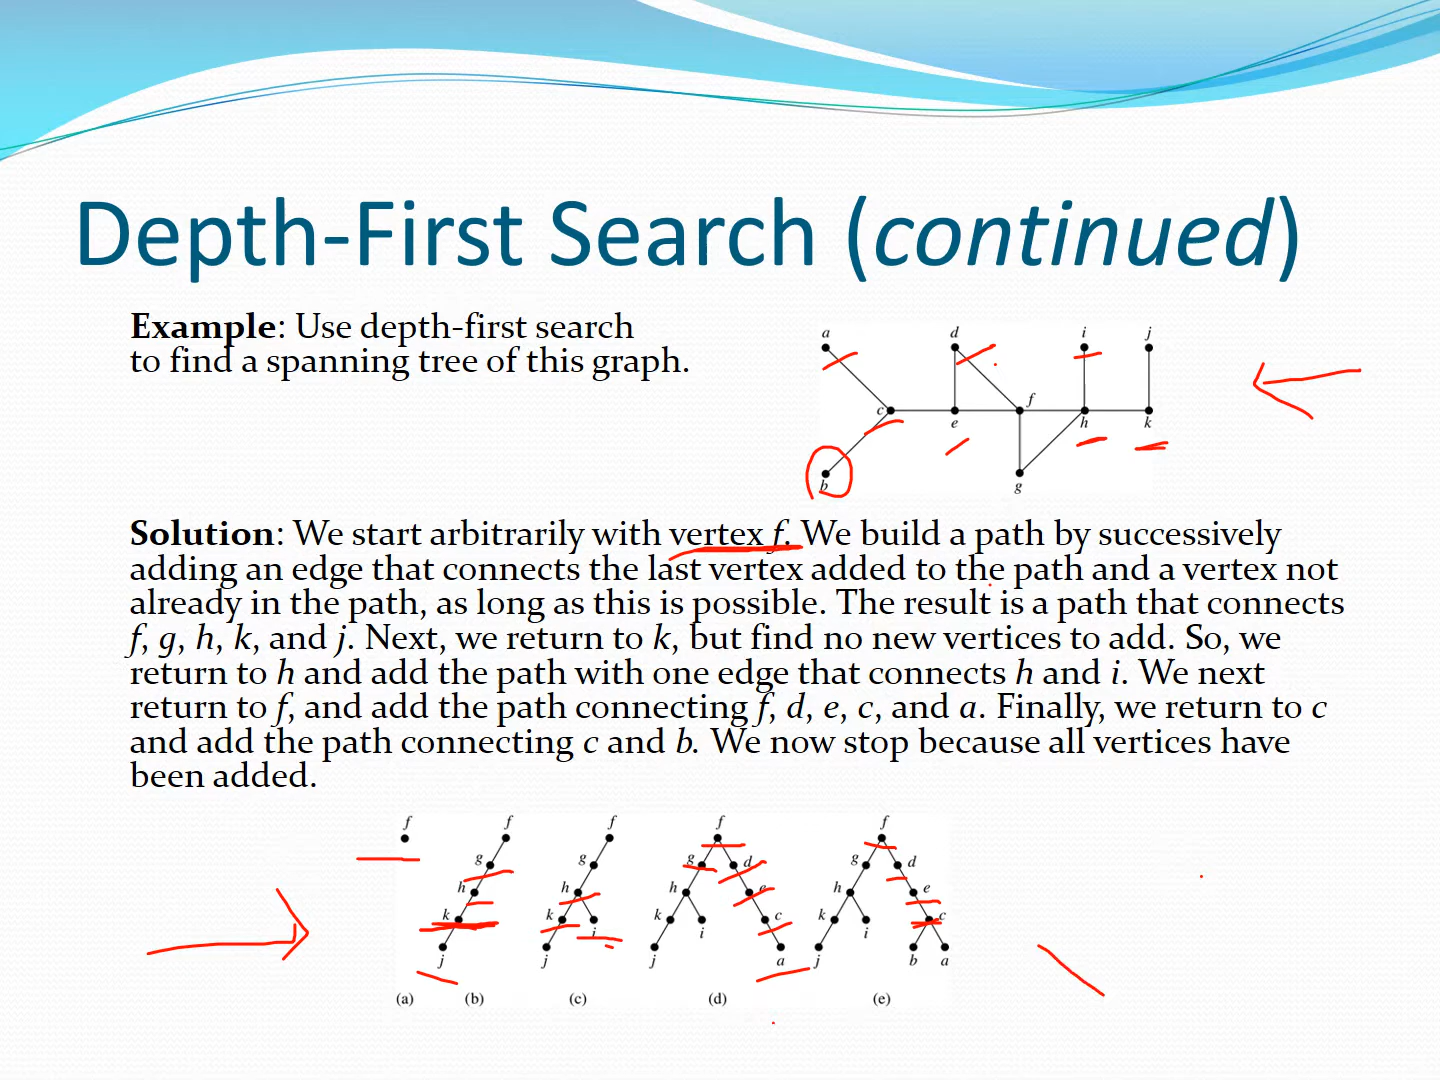 Depth-First Search (continued)
Example: Use depth-first search
to find a spanning tree of this graph.
a d i j
c f
e h k
b g
Solution: We start arbitrarily with vertex f. We build a path by successively
adding an edge that connects the last vertex added to the path and a vertex not
already in the path, as long as this is possible. The result is a path that connects
f, g, h, k, and j. Next, we return to k, but find no new vertices to add. So, we
return to h and add the path with one edge that connects h and i. We next
return to f, and add the path connecting f, d, e, c, and a. Finally, we return to c
and add the path connecting c and b. We now stop because all vertices have
been added.
f f f f f
g g g d g d
h h h e h e
k k i k i c k i c
j j j a j b a
(a) (b) (c) (d) (e)